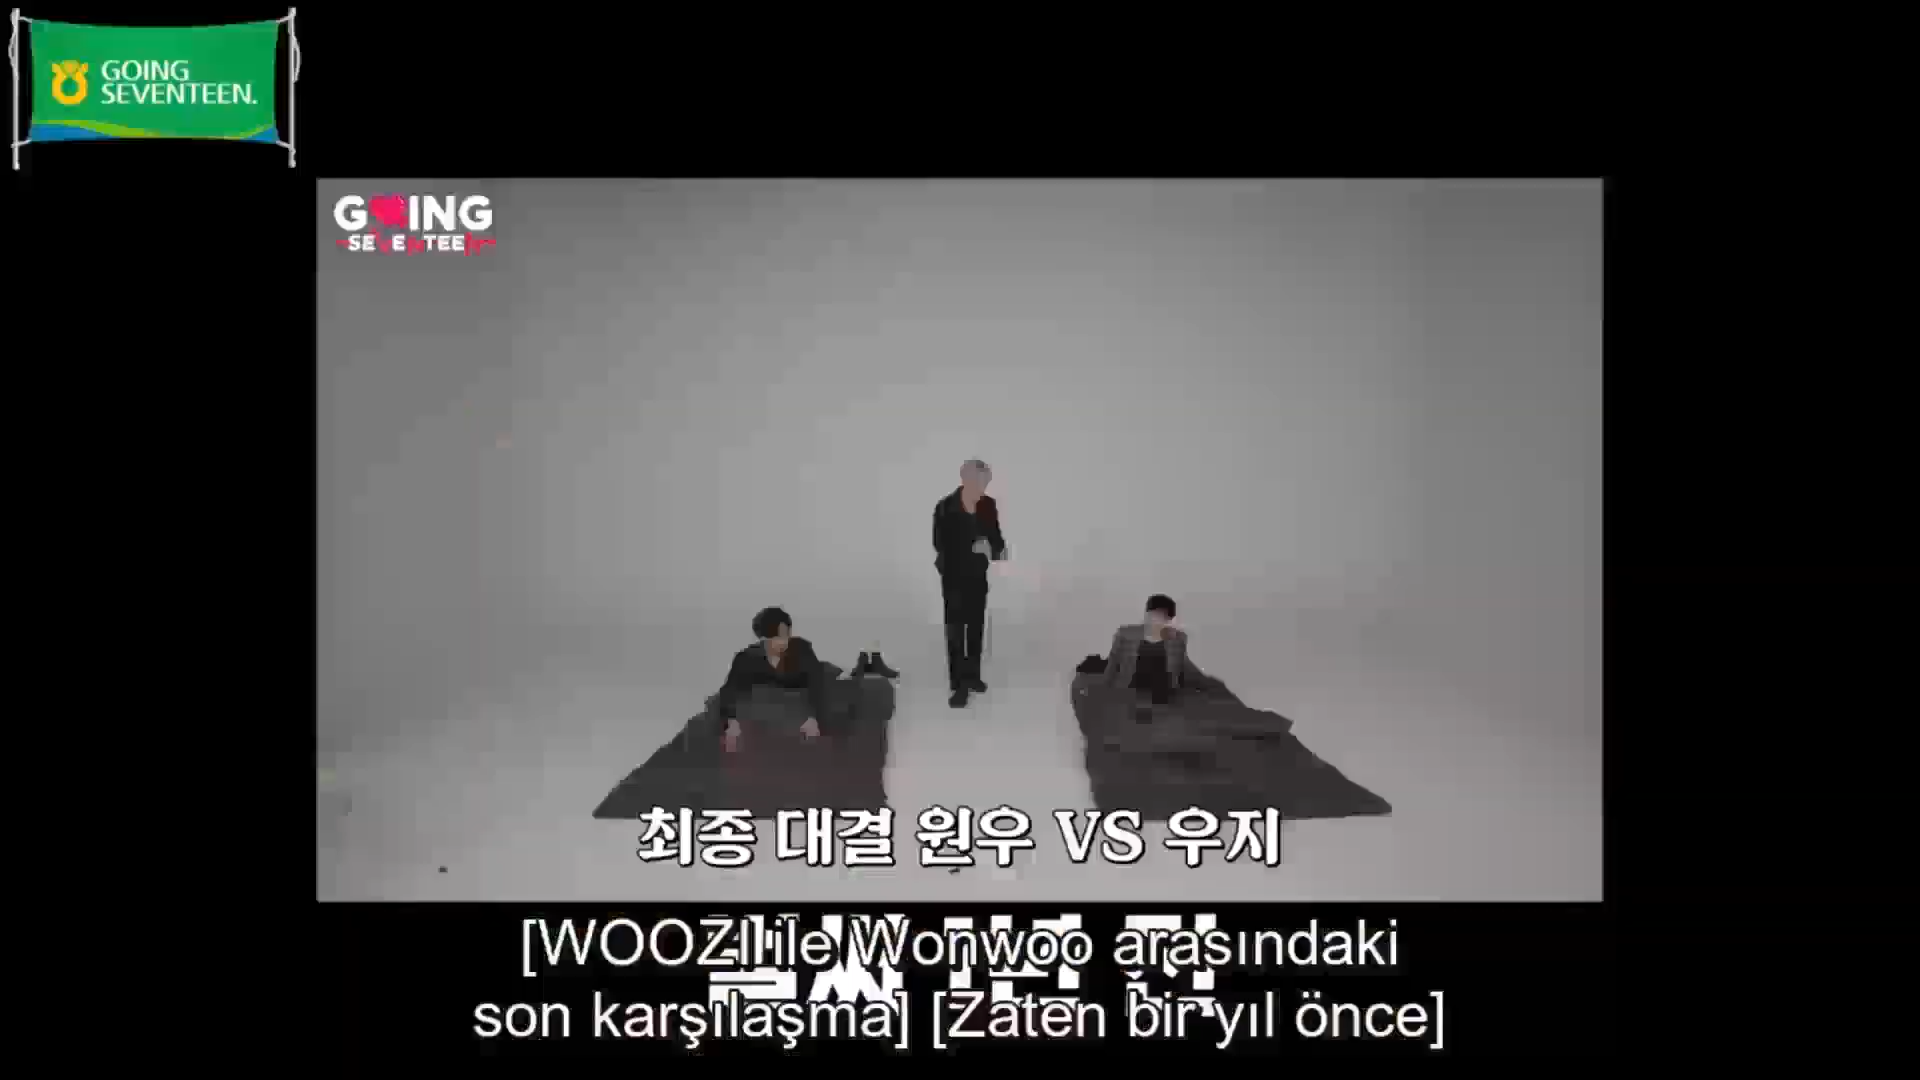 GOING
SEVENTEEN.
GOING
SEVENTEEN
최종 대결 원우 VS 우지
[WOOZI ile Wonwoo arasındaki
son karşılaşma] [Zaten bir yıl önce]